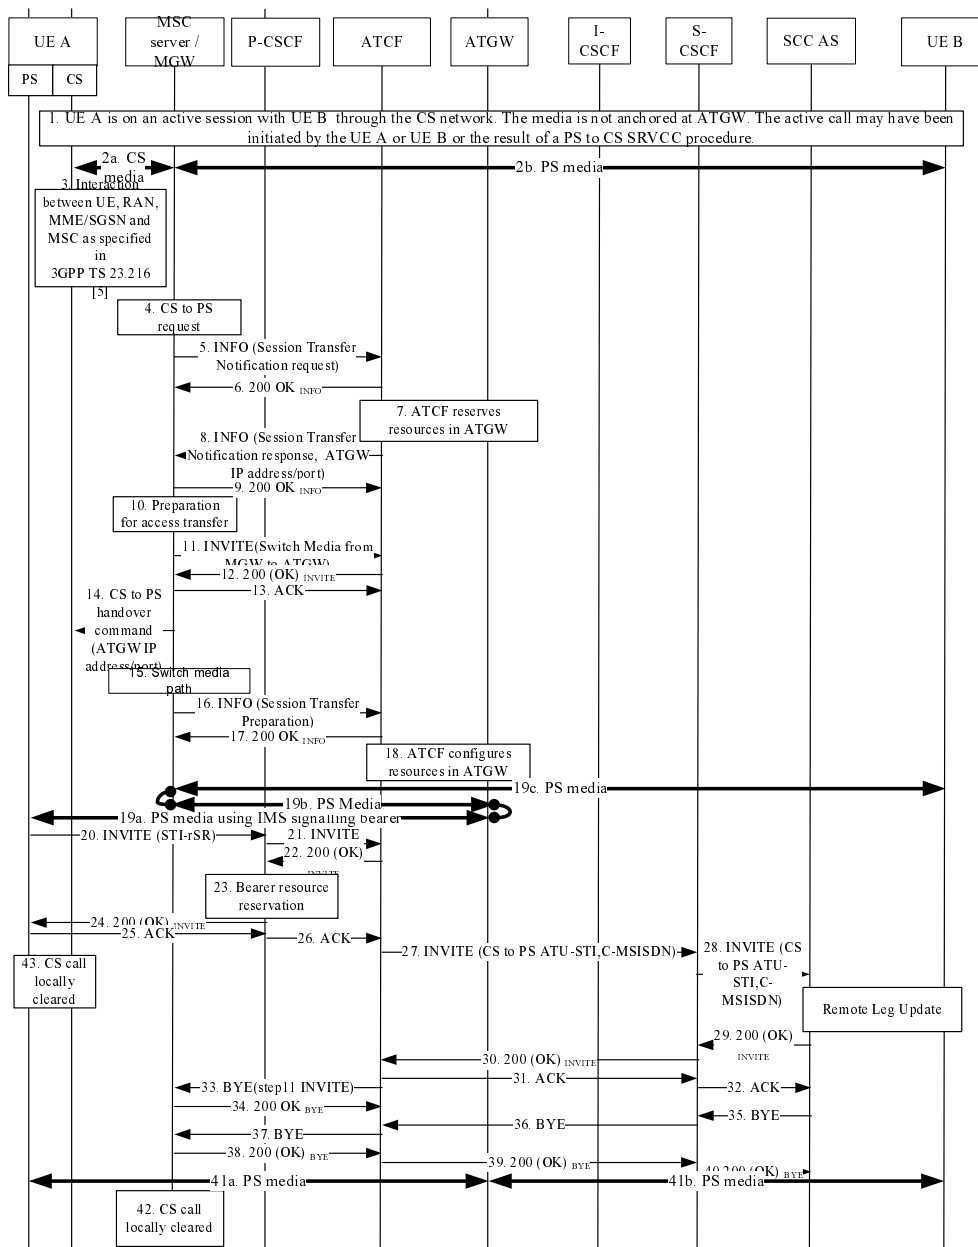 UE A
MSC
server /
MGW
P-CSCF
ATCF
ATGW
I-
CSCF
S-
CSCF
SCC AS
UE B
PS
CS
1. UE A is on an active session with UE B through the CS network. The media is not anchored at ATGW. The active call may have been
initiated by the UE A or UE B or the result of a PS to CS SRVCC procedure.
2a. CS
media
2b. PS media
3. Interaction
between UE, RAN,
MME/SGSN and
MSC as specified
in
3GPP TS 23.216
[5]
4. CS to PS
request
5. INFO (Session Transfer
Notification request)
6. 200 OK INFO
7. ATCF reserves
resources in ATGW
8. INFO (Session Transfer
Notification response, ATGW
IP address/port)
9. 200 OK INFO
10. Preparation
for access transfer
11. INVITE(Switch Media from
MGW to ATGW)
12. 200 (OK) INVITE
13. ACK
14. CS to PS
handover
command
(ATGW IP
address/port)
15. Switch media
path
16. INFO (Session Transfer
Preparation)
17. 200 OK INFO
18. ATCF configures
resources in ATGW
19c. PS media
19b. PS Media
19a. PS media using IMS signalling bearer
20. INVITE (STI-rSR)
21. INVITE
22. 200 (OK)
INVITE
23. Bearer resource
reservation
24. 200 (OK) INVITE
25. ACK
26. ACK
27. INVITE (CS to PS ATU-STI,C-MSISDN)
28. INVITE (CS
to PS ATU-
STI,C-
MSISDN)
43. CS call
locally
cleared
Remote Leg Update
29. 200 (OK)
INVITE
30. 200 (OK) INVITE
31. ACK
32. ACK
33. BYE(step11 INVITE)
34. 200 OK BYE
35. BYE
36. BYE
37. BYE
38. 200 (OK) BYE
39. 200 (OK) BYE
40.200 (OK) BYE
41a. PS media
41b. PS media
42. CS call
locally cleared